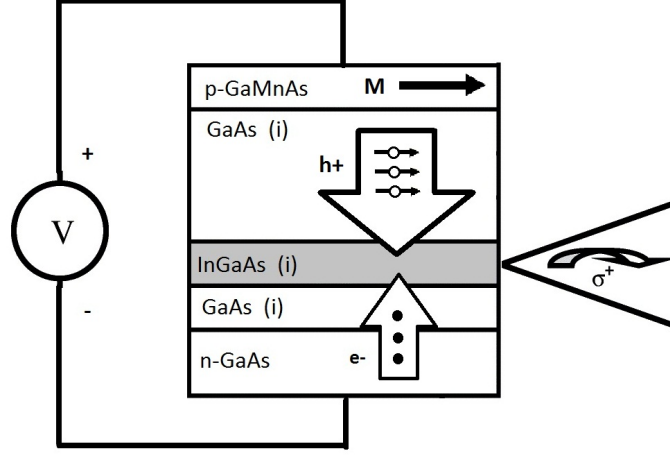 p-GaMnAs M
GaAs (i)
+
h+
V
InGaAs (i)
σ+
GaAs (i)
-
n-GaAs
e-